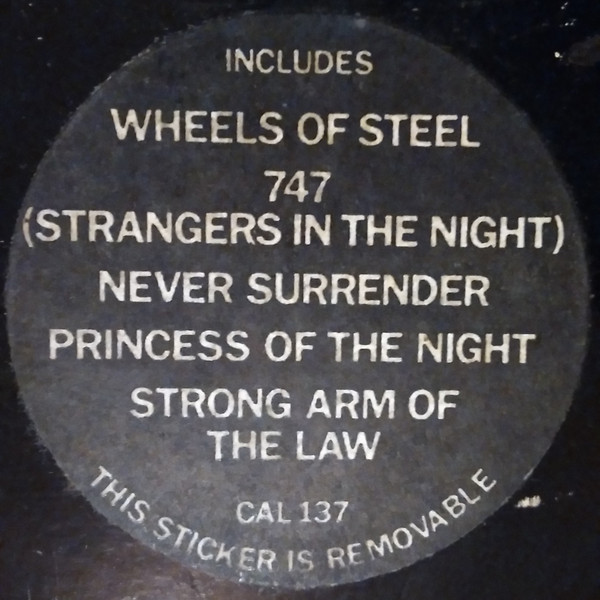 INCLUDES
WHEELS OF STEEL
747
(STRANGERS IN THE NIGHT)
NEVER SURRENDER
PRINCESS OF THE NIGHT
STRONG ARM OF
THE LAW
CAL 137
THIS STICKER IS REMOVABLE